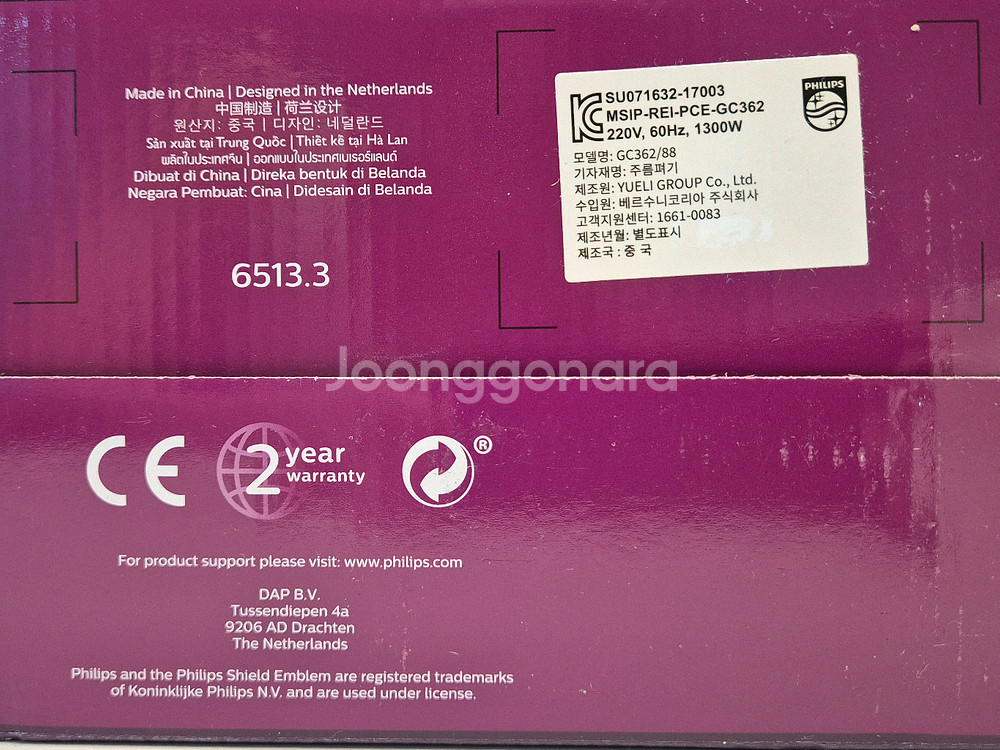 Made in China | Designed in the Netherlands
中国制造 | 荷兰设计
원산지: 중국 | 디자인: 네덜란드
Sản xuất tại Trung Quốc | Thiết kế tại Hà Lan
ผลิตในประเทศจีน | ออกแบบในประเทศเนเธอร์แลนด์
Dibuat di China | Direka bentuk di Belanda
Negara Pembuat: Cina | Didesain di Belanda
6513.3
SU071632-17003
MSIP-REI-PCE-GC362
220V, 60Hz, 1300W
PHILIPS
모델명: GC362/88
기자재명: 주름펴기
제조원: YUELI GROUP Co., Ltd.
수입원: 베르수니코리아 주식회사
고객지원센터: 1661-0083
제조년월: 별도표시
제조국 : 중 국
Joonggonara
CE
2 year
warranty
®
For product support please visit: www.philips.com
DAP B.V.
Tussendiepen 4a
9206 AD Drachten
The Netherlands
Philips and the Philips Shield Emblem are registered trademarks
of Koninklijke Philips N.V. and are used under license.